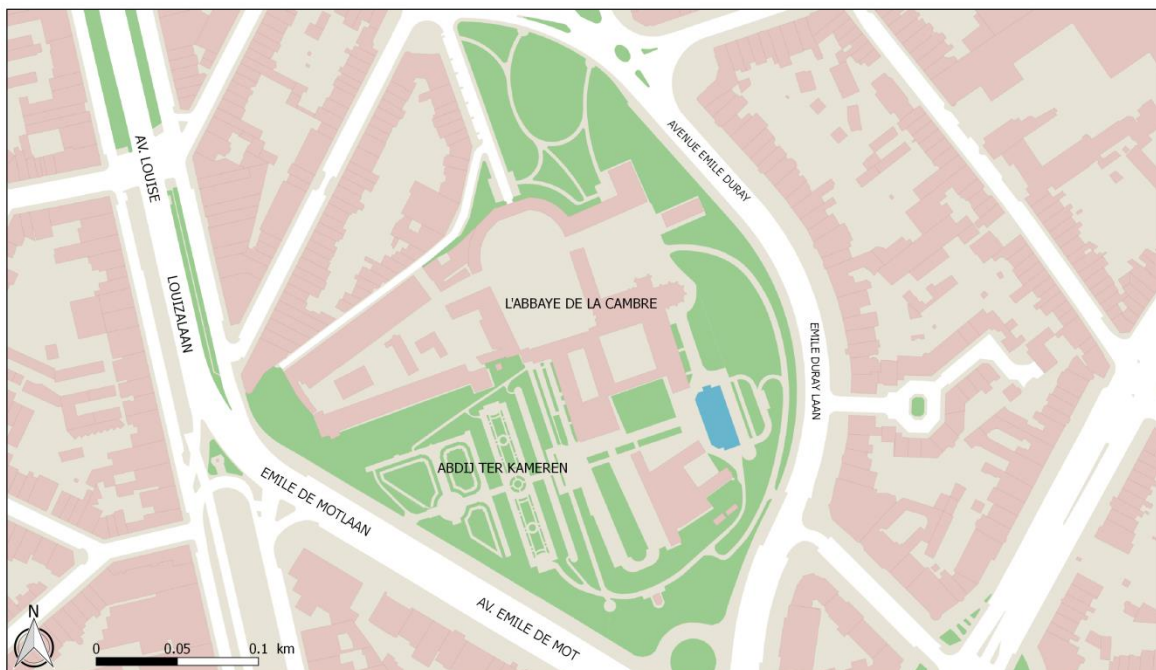 AVENUE EMILE DURAY
AV. LOUISE
LOUIZALAAN
L'ABBAYE DE LA CAMBRE
EMILE DURAY LAAN
ABDIJ TER KAMEREN
EMILE DE MOTLAAN
AV. EMILE DE MOT
N
0 0.05 0.1 km